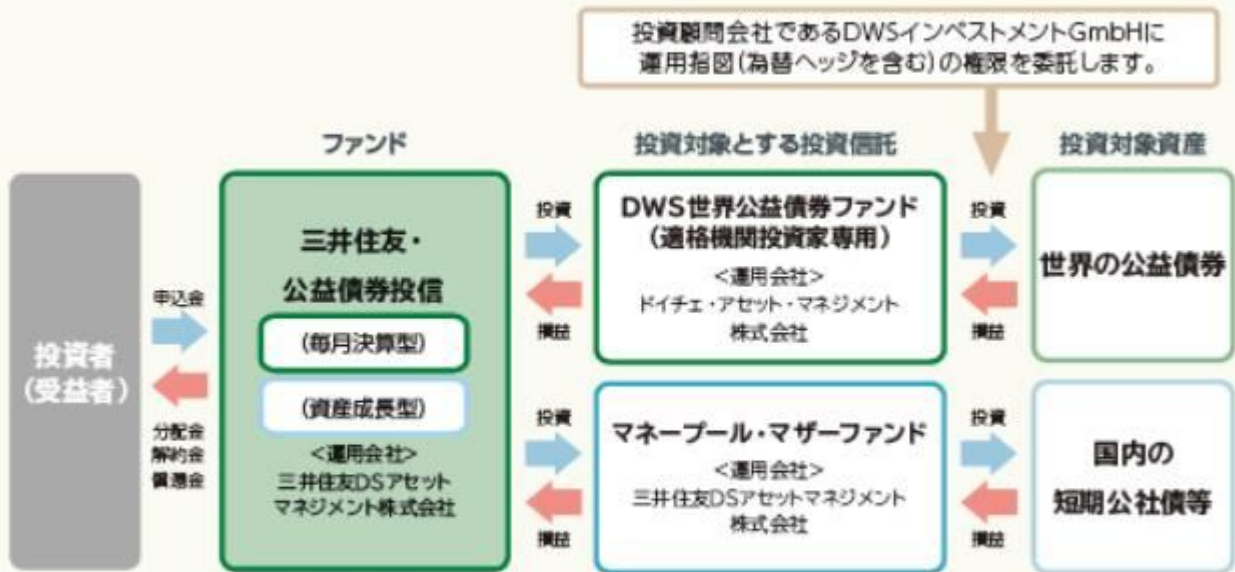 投資顧問会社であるDWSインベストメントGmbHに
運用指図(為替ヘッジを含む)の権限を委託します。
ファンド
投資対象とする投資信託
投資対象資産
投資者
(受益者)
申込金
分配金
解約金
償還金
三井住友・
公益債券投信
(毎月決算型)
(資産成長型)
<運用会社>
三井住友DSアセット
マネジメント株式会社
投資
損益
DWS世界公益債券ファンド
(適格機関投資家専用)
<運用会社>
ドイチェ・アセット・マネジメント
株式会社
投資
損益
世界の公益債券
投資
損益
マネープール・マザーファンド
<運用会社>
三井住友DSアセットマネジメント
株式会社
投資
損益
国内の
短期公社債等